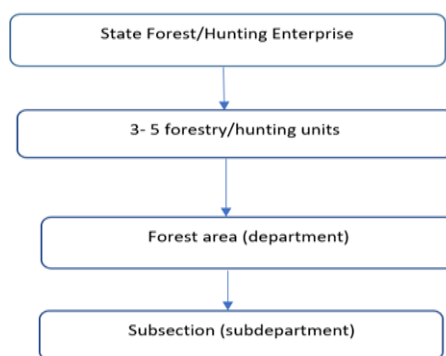 State Forest/Hunting Enterprise
3- 5 forestry/hunting units
Forest area (department)
Subsection (subdepartment)